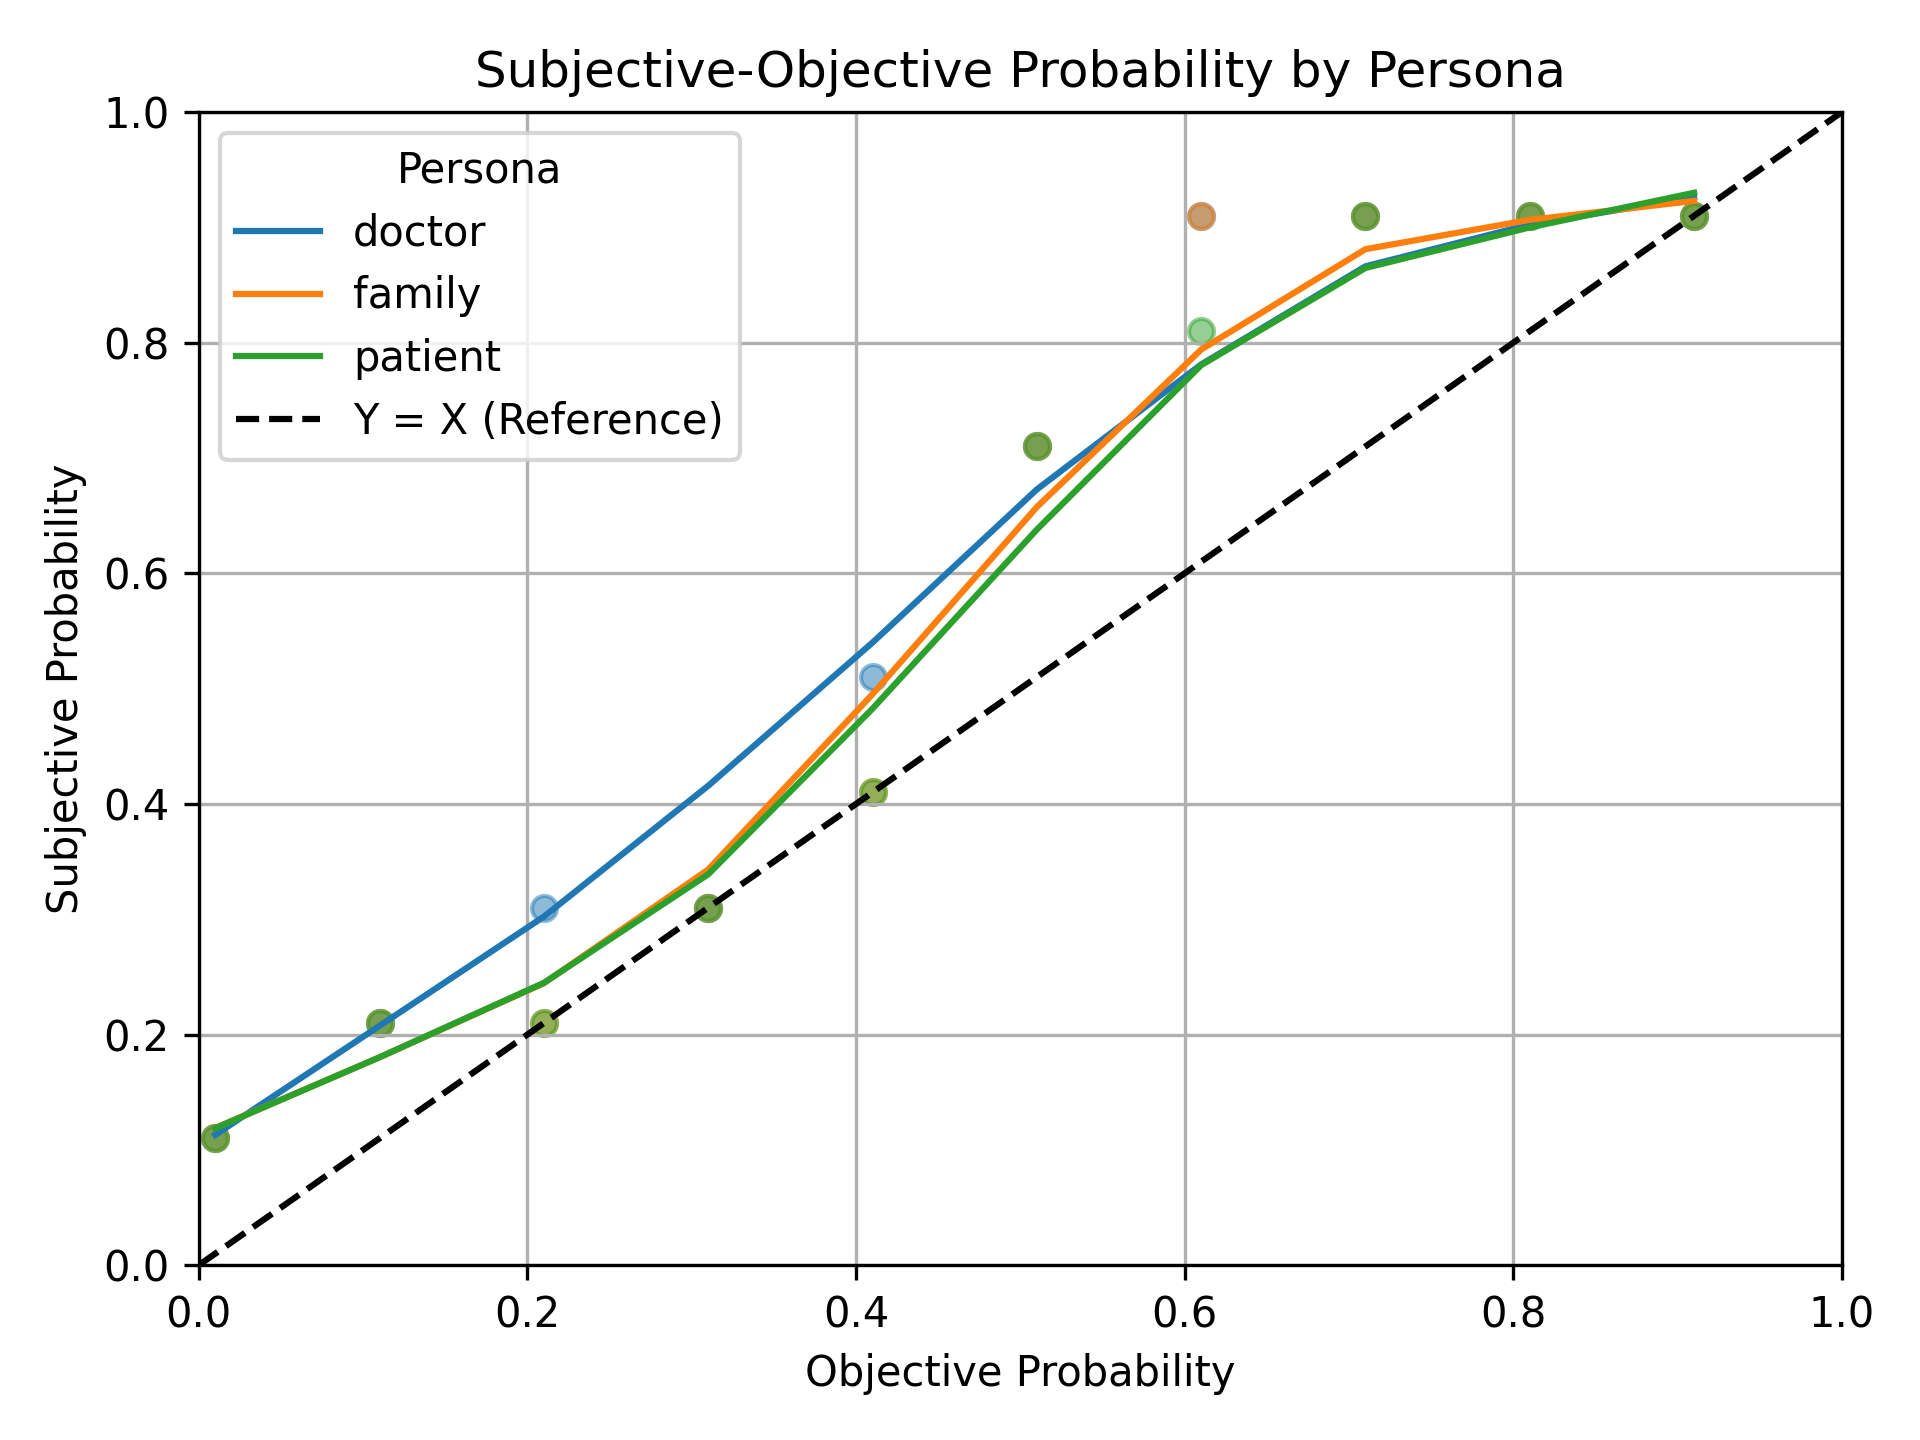 Subjective-Objective Probability by Persona
1.0
0.8
0.6
0.4
0.2
0.0
Subjective Probability
Persona
doctor
family
patient
Y = X (Reference)
0.0 0.2 0.4 0.6 0.8 1.0
Objective Probability